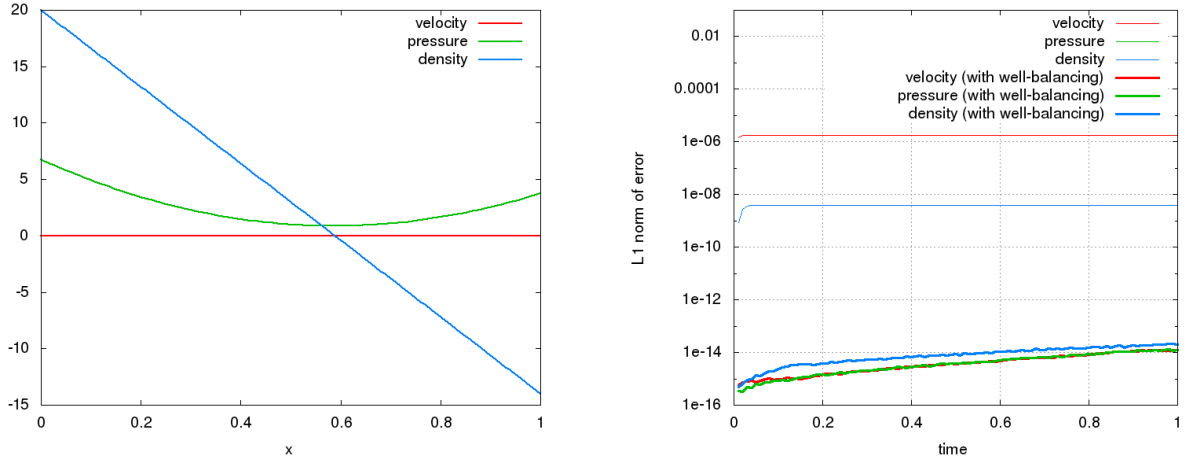 20
15
10
5
0
-5
-10
-15
0
0.2
0.4
0.6
0.8
1
x
velocity
pressure
density
0.01
0.0001
1e-06
1e-08
1e-10
1e-12
1e-14
1e-16
0
0.2
0.4
0.6
0.8
1
time
L1 norm of error
velocity
pressure
density
velocity (with well-balancing)
pressure (with well-balancing)
density (with well-balancing)